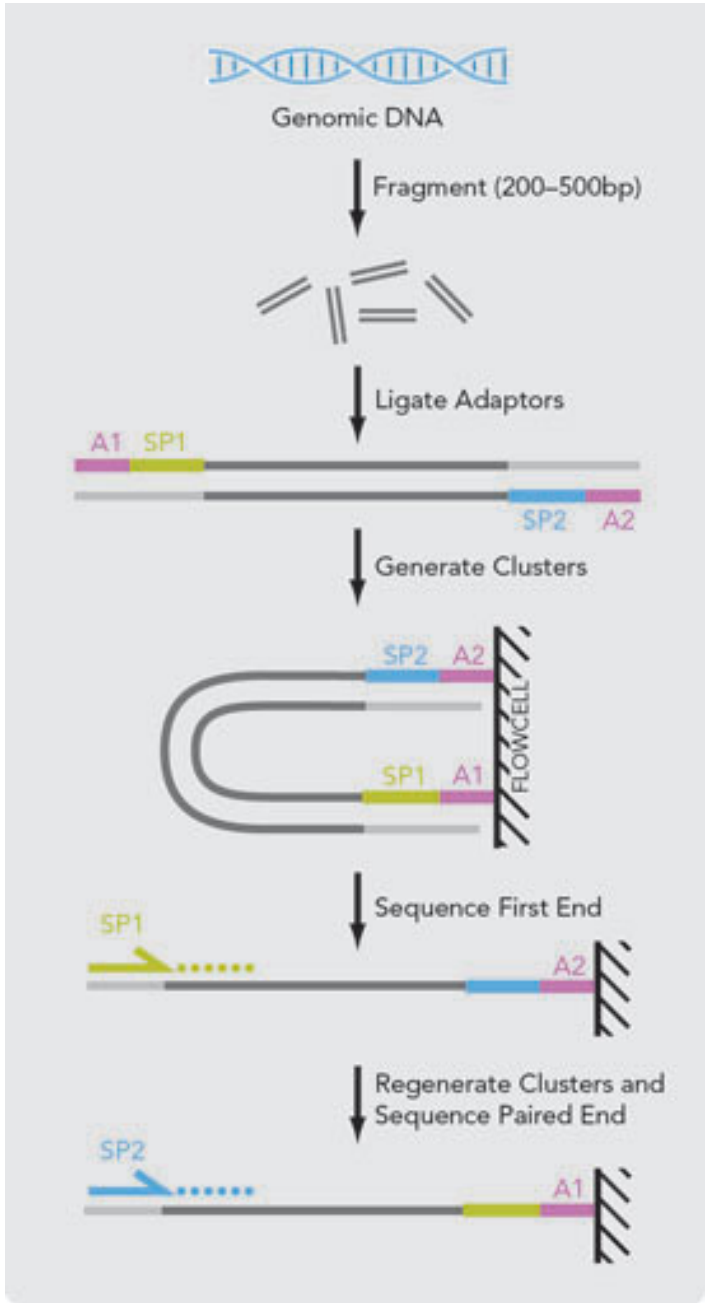 Genomic DNA
Fragment (200–500bp)
Ligate Adaptors
A1 SP1
SP2 A2
Generate Clusters
SP2 A2
FLOWCELL
SP1 A1
Sequence First End
SP1
A2
Regenerate Clusters and
Sequence Paired End
SP2
A1